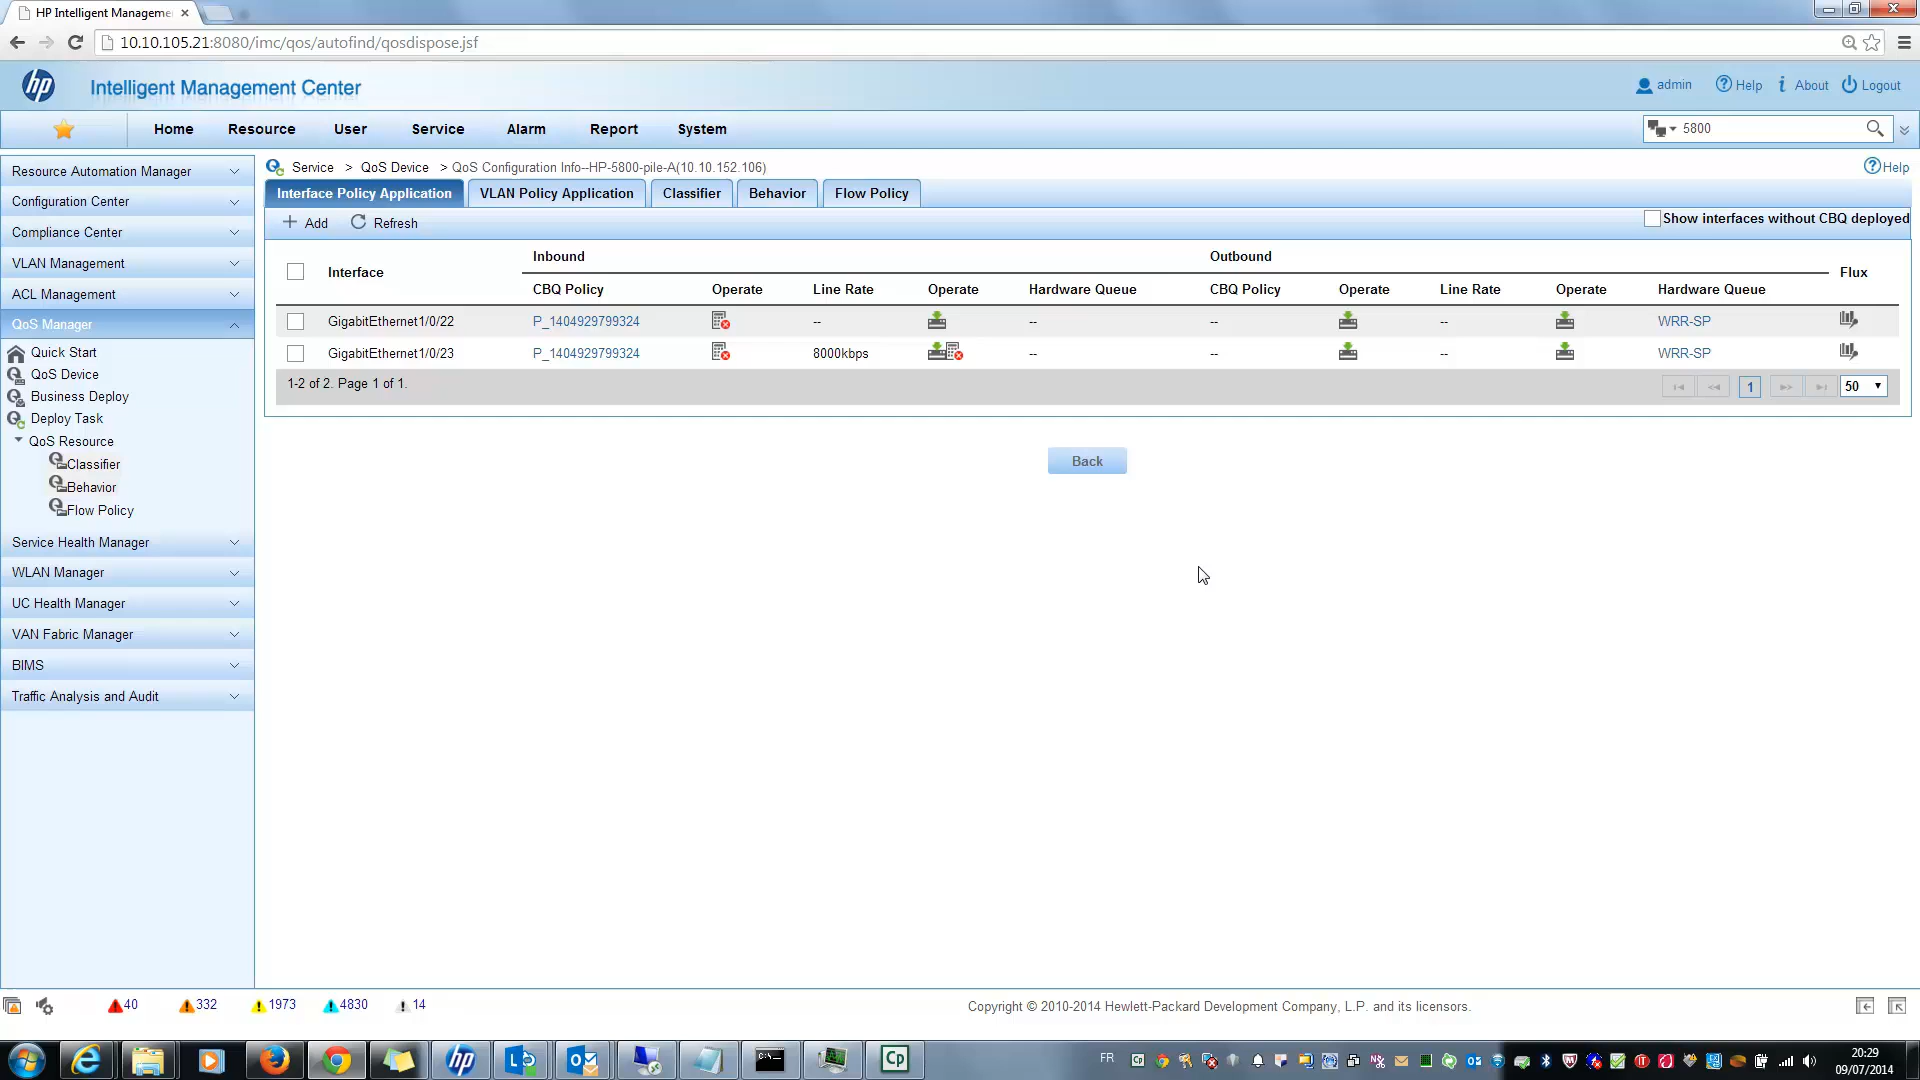 HP Intelligent Manageme
10.10.105.21:8080/imc/qos/autofind/qosdispose.jsf
hp Intelligent Management Center
admin Help About Logout
Home Resource User Service Alarm Report System
5800
Resource Automation Manager
Configuration Center
Compliance Center
VLAN Management
ACL Management
QoS Manager
Quick Start
QoS Device
Business Deploy
Deploy Task
QoS Resource
Classifier
Behavior
Flow Policy
Service Health Manager
WLAN Manager
UC Health Manager
VAN Fabric Manager
BIMS
Traffic Analysis and Audit
Service > QoS Device > QoS Configuration Info--HP-5800-pile-A(10.10.152.106)
Help
Interface Policy Application VLAN Policy Application Classifier Behavior Flow Policy
Add Refresh
Show interfaces without CBQ deployed
Inbound Outbound
Interface Flux
CBQ Policy Operate Line Rate Operate Hardware Queue CBQ Policy Operate Line Rate Operate Hardware Queue
GigabitEthernet1/0/22 P_1404929799324 -- -- -- -- WRR-SP
GigabitEthernet1/0/23 P_1404929799324 8000kbps -- -- -- WRR-SP
1-2 of 2. Page 1 of 1.
1 50
Back
40 332 1973 4830 14
Copyright © 2010-2014 Hewlett-Packard Development Company, L.P. and its licensors.
FR
20:29
09/07/2014